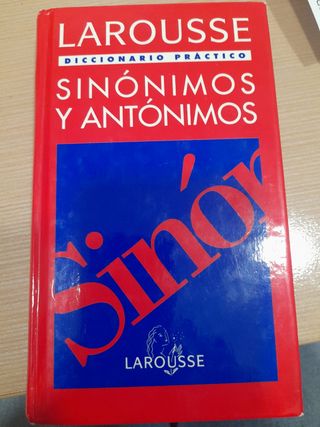 LAROUSSE
DICCIONARIO PRÁCTICO
SINÓNIMOS
Y ANTÓNIMOS
Sinón
LAROUSSE